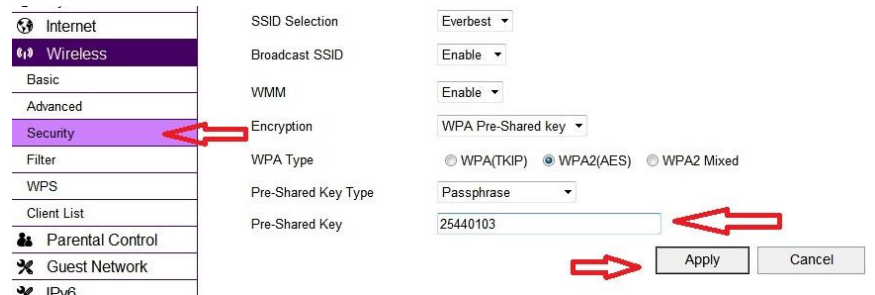 Internet
Wireless
Basic
Advanced
Security
Filter
WPS
Client List
Parental Control
Guest Network
IPv6
SSID Selection Everbest
Broadcast SSID Enable
WMM Enable
Encryption WPA Pre-Shared key
WPA Type WPA(TKIP) WPA2(AES) WPA2 Mixed
Pre-Shared Key Type Passphrase
Pre-Shared Key 25440103
Apply Cancel